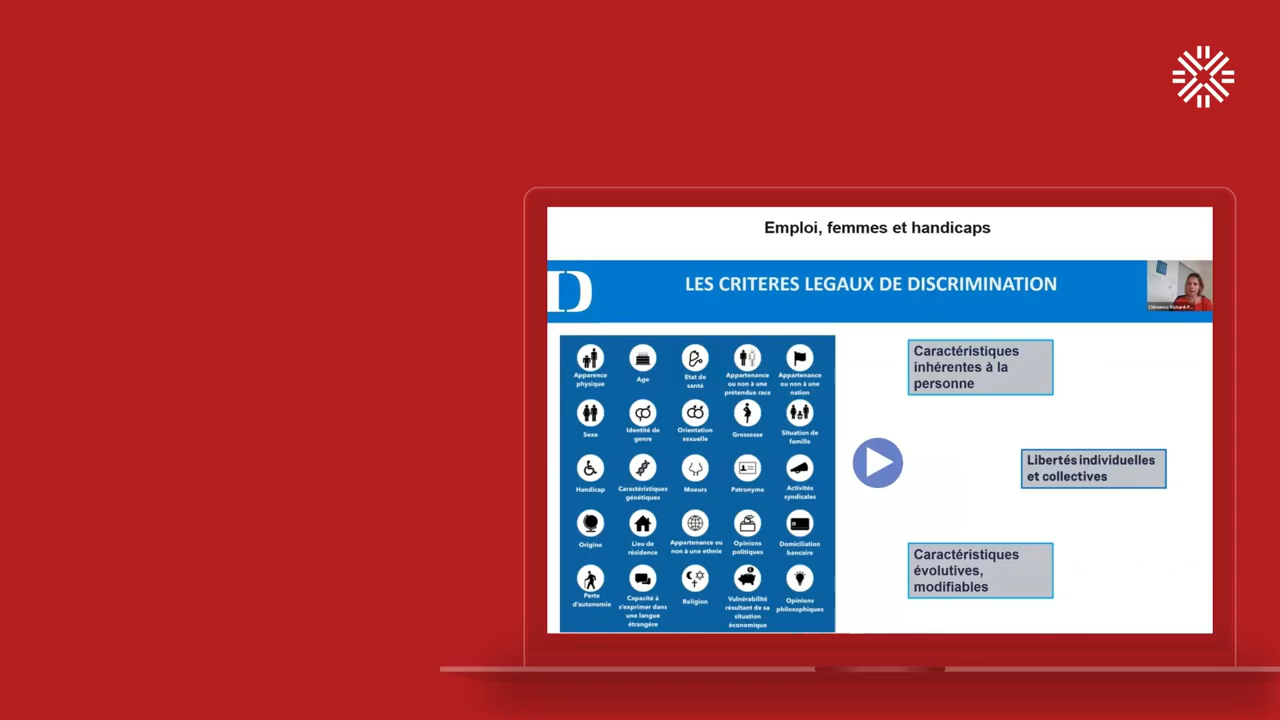 Emploi, femmes et handicaps
D
LES CRITERES LEGAUX DE DISCRIMINATION
Clémence Richard-P...
Apparence
physique
Age
Etat de
santé
Appartenance
ou non à une
prétendue race
Appartenance
ou non à une
nation
Sexe
Identité de
genre
Orientation
sexuelle
Grossesse
Situation de
famille
Handicap
Caractéristiques
génétiques
Moeurs
Patronyme
Activités
syndicales
Origine
Lieu de
résidence
Appartenance ou
non à une ethnie
Opinions
politiques
Domiciliation
bancaire
Perte
d'autonomie
Capacité à
s'exprimer dans
une langue
étrangère
Religion
Vulnérabilité
résultant de sa
situation
économique
Opinions
philosophiques
Caractéristiques
inhérentes à la
personne
Libertés individuelles
et collectives
Caractéristiques
évolutives,
modifiables